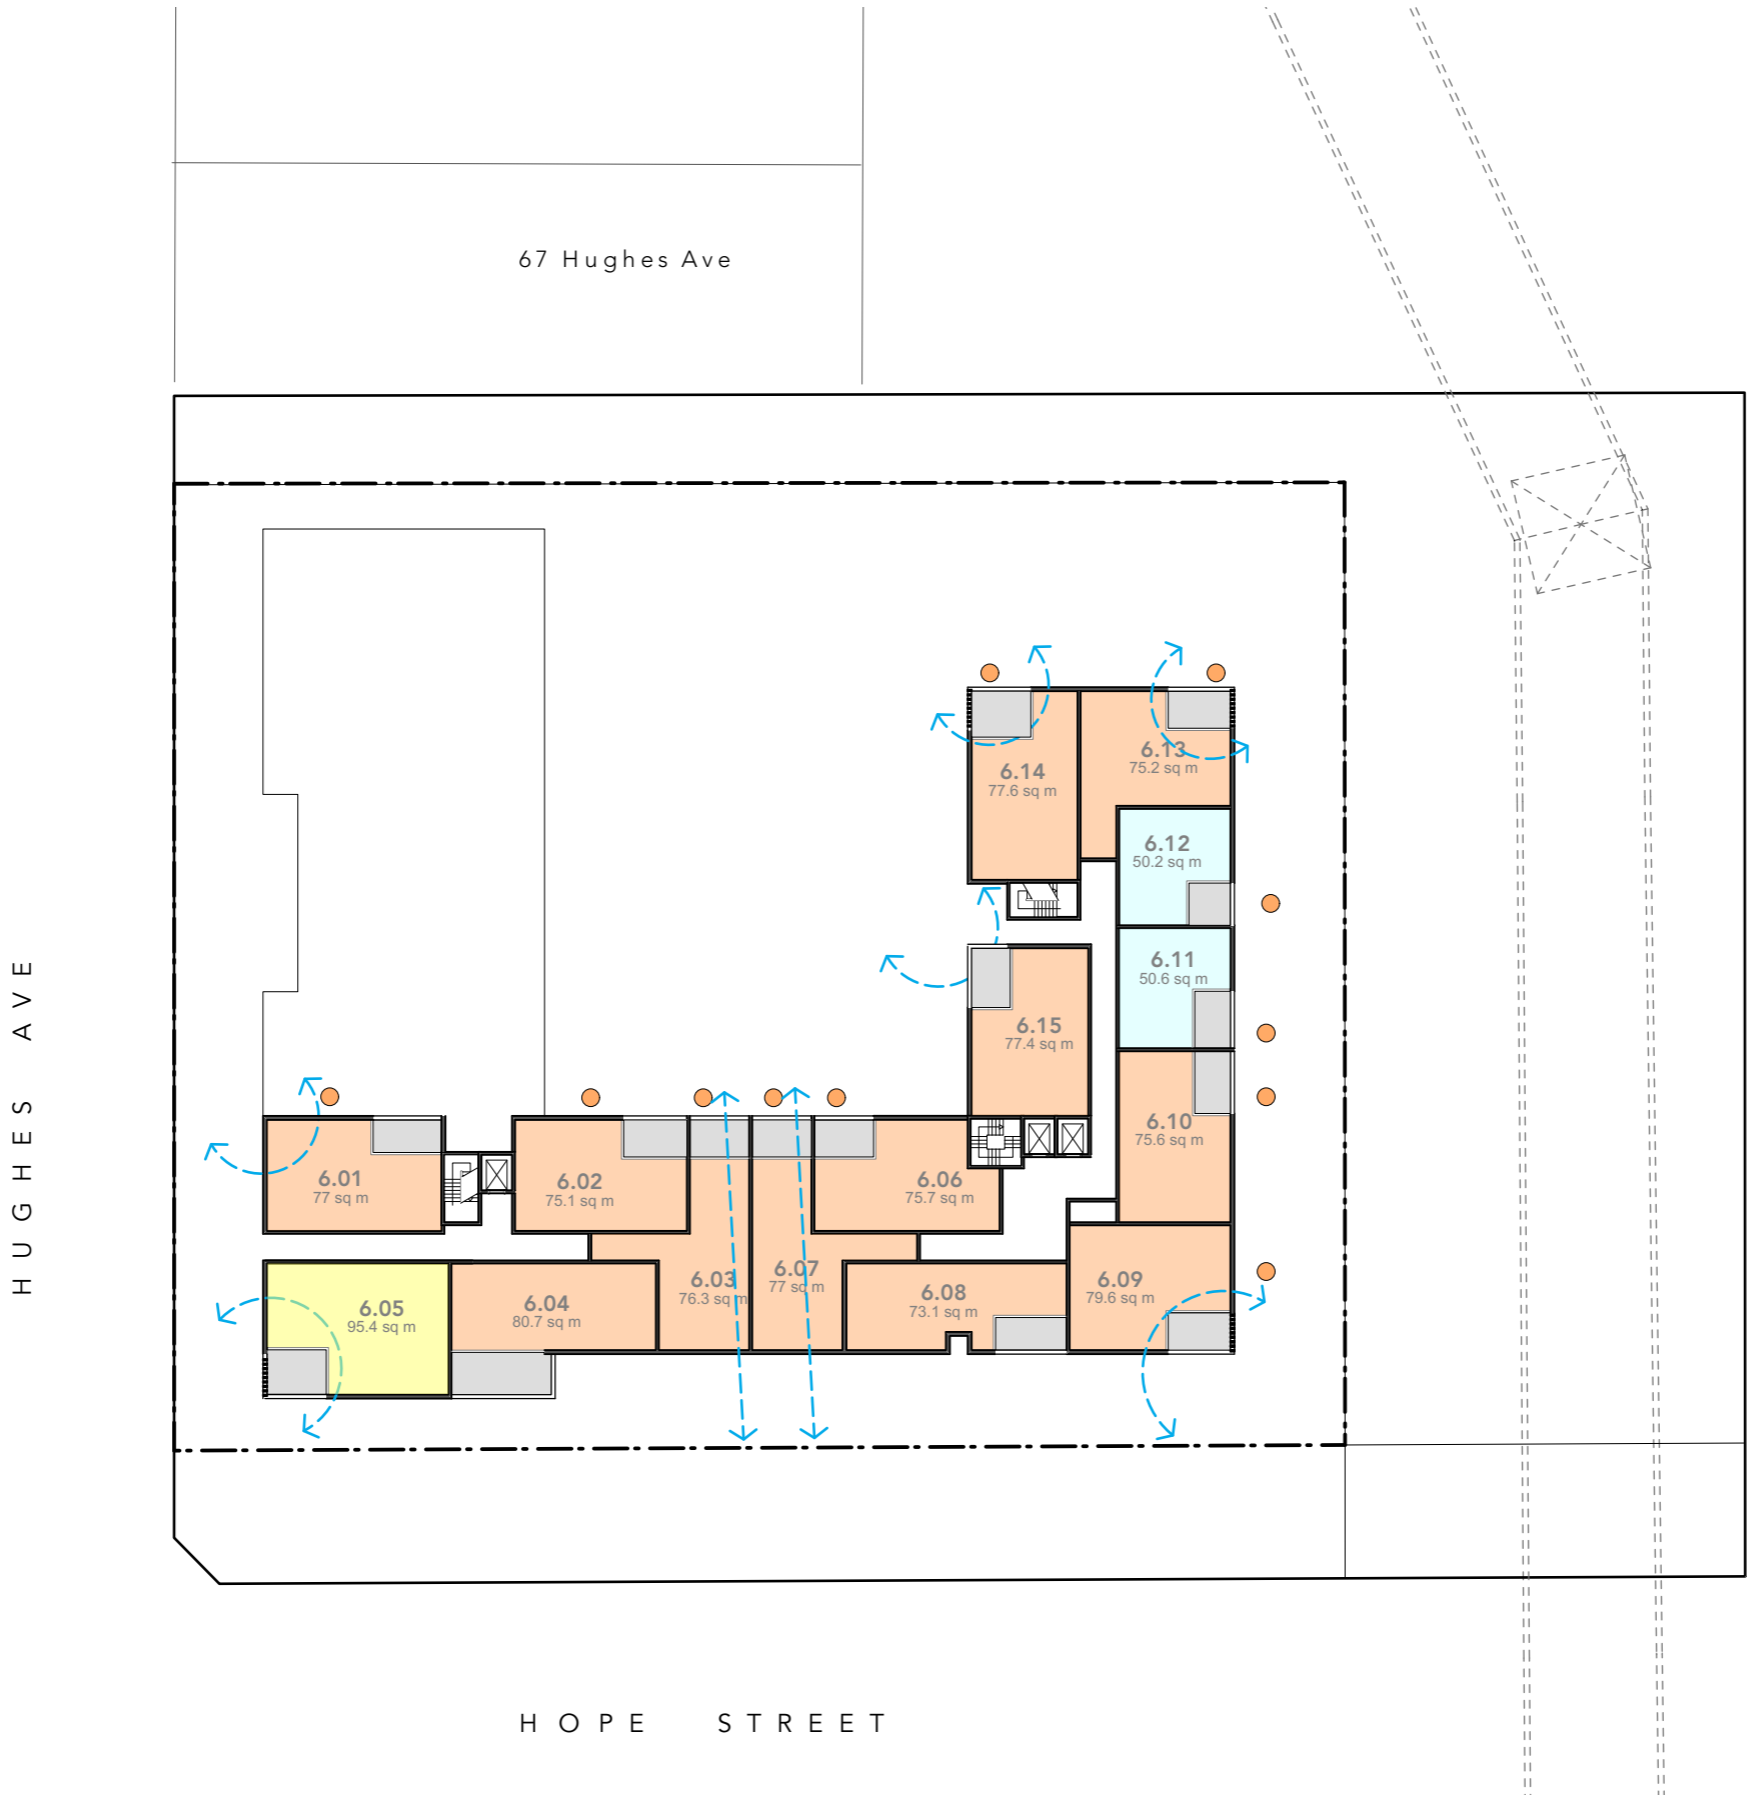 67 Hughes Ave
6.13
75.2 sq m
6.14
77.6 sq m
6.12
50.2 sq m
6.11
50.6 sq m
6.15
77.4 sq m
6.10
75.6 sq m
6.01
77 sq m
6.02
75.1 sq m
6.06
75.7 sq m
6.03
76.3 sq m
6.07
77 sq m
6.09
79.6 sq m
6.08
73.1 sq m
6.04
80.7 sq m
6.05
95.4 sq m
HUGHES AVE
HOPE STREET